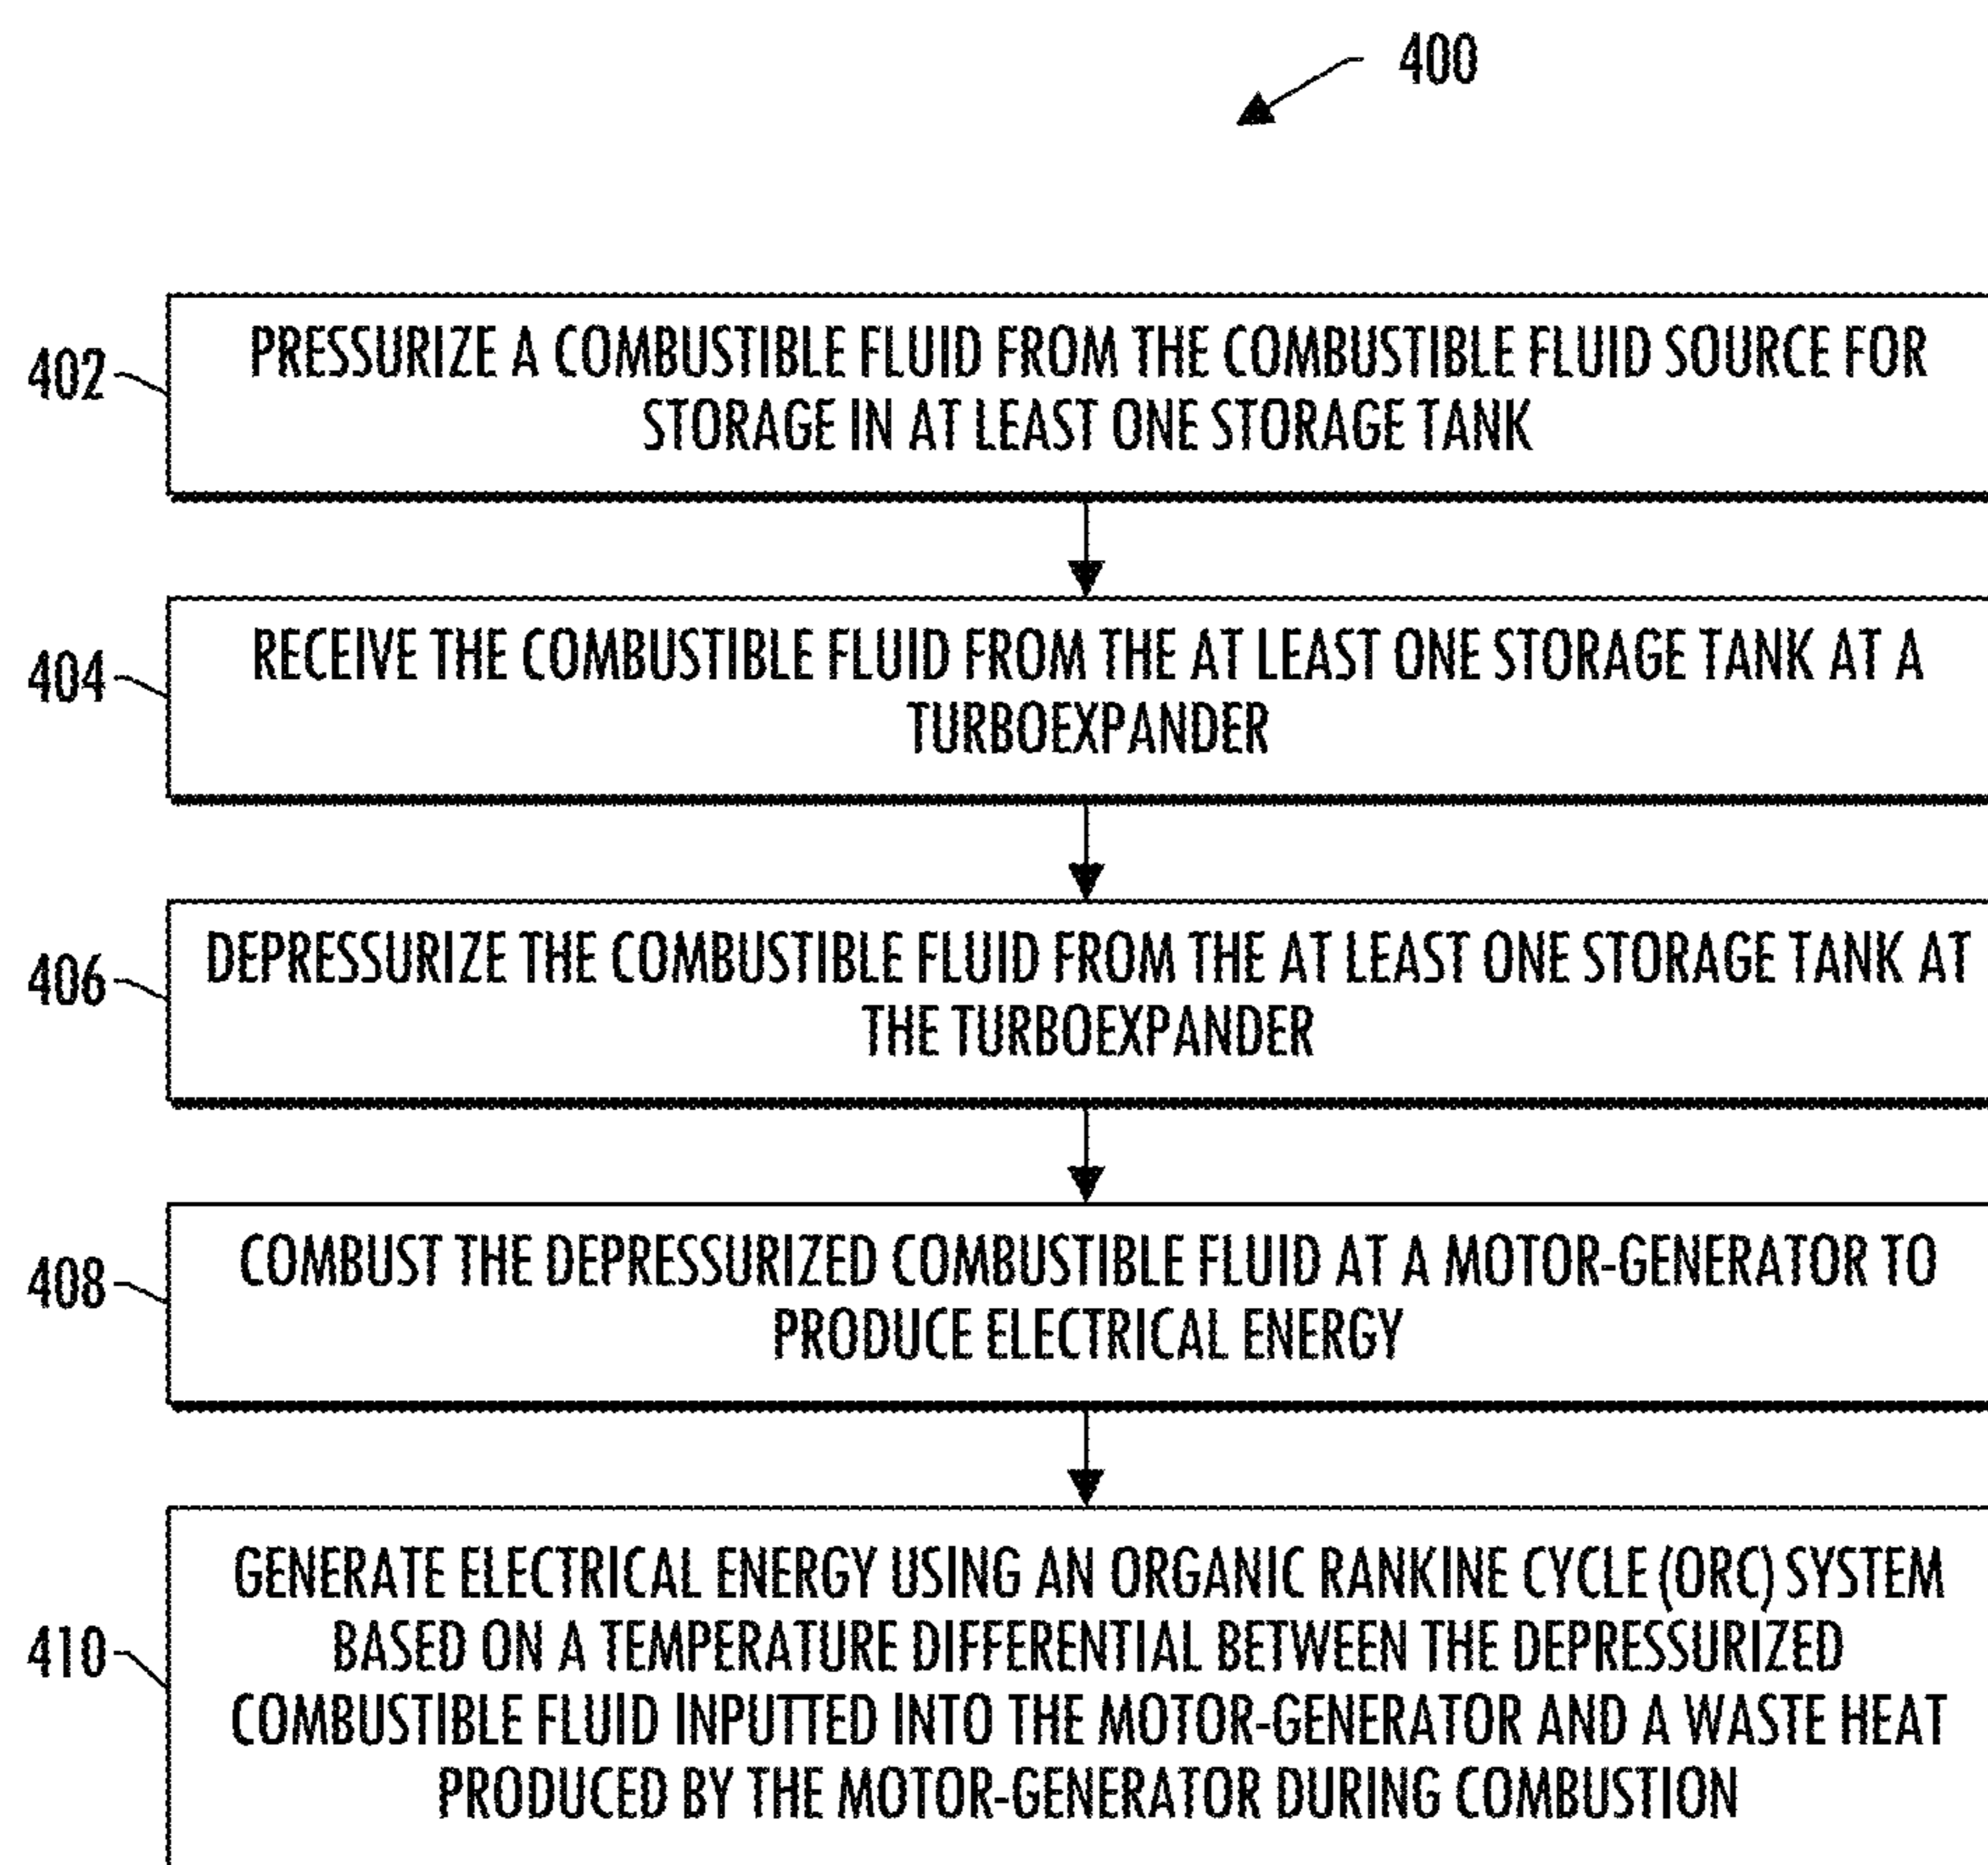 400
402
PRESSURIZE A COMBUSTIBLE FLUID FROM THE COMBUSTIBLE FLUID SOURCE FOR
STORAGE IN AT LEAST ONE STORAGE TANK
404
RECEIVE THE COMBUSTIBLE FLUID FROM THE AT LEAST ONE STORAGE TANK AT A
TURBOEXPANDER
406
DEPRESSURIZE THE COMBUSTIBLE FLUID FROM THE AT LEAST ONE STORAGE TANK AT
THE TURBOEXPANDER
408
COMBUST THE DEPRESSURIZED COMBUSTIBLE FLUID AT A MOTOR-GENERATOR TO
PRODUCE ELECTRICAL ENERGY
410
GENERATE ELECTRICAL ENERGY USING AN ORGANIC RANKINE CYCLE (ORC) SYSTEM
BASED ON A TEMPERATURE DIFFERENTIAL BETWEEN THE DEPRESSURIZED
COMBUSTIBLE FLUID INPUTTED INTO THE MOTOR-GENERATOR AND A WASTE HEAT
PRODUCED BY THE MOTOR-GENERATOR DURING COMBUSTION